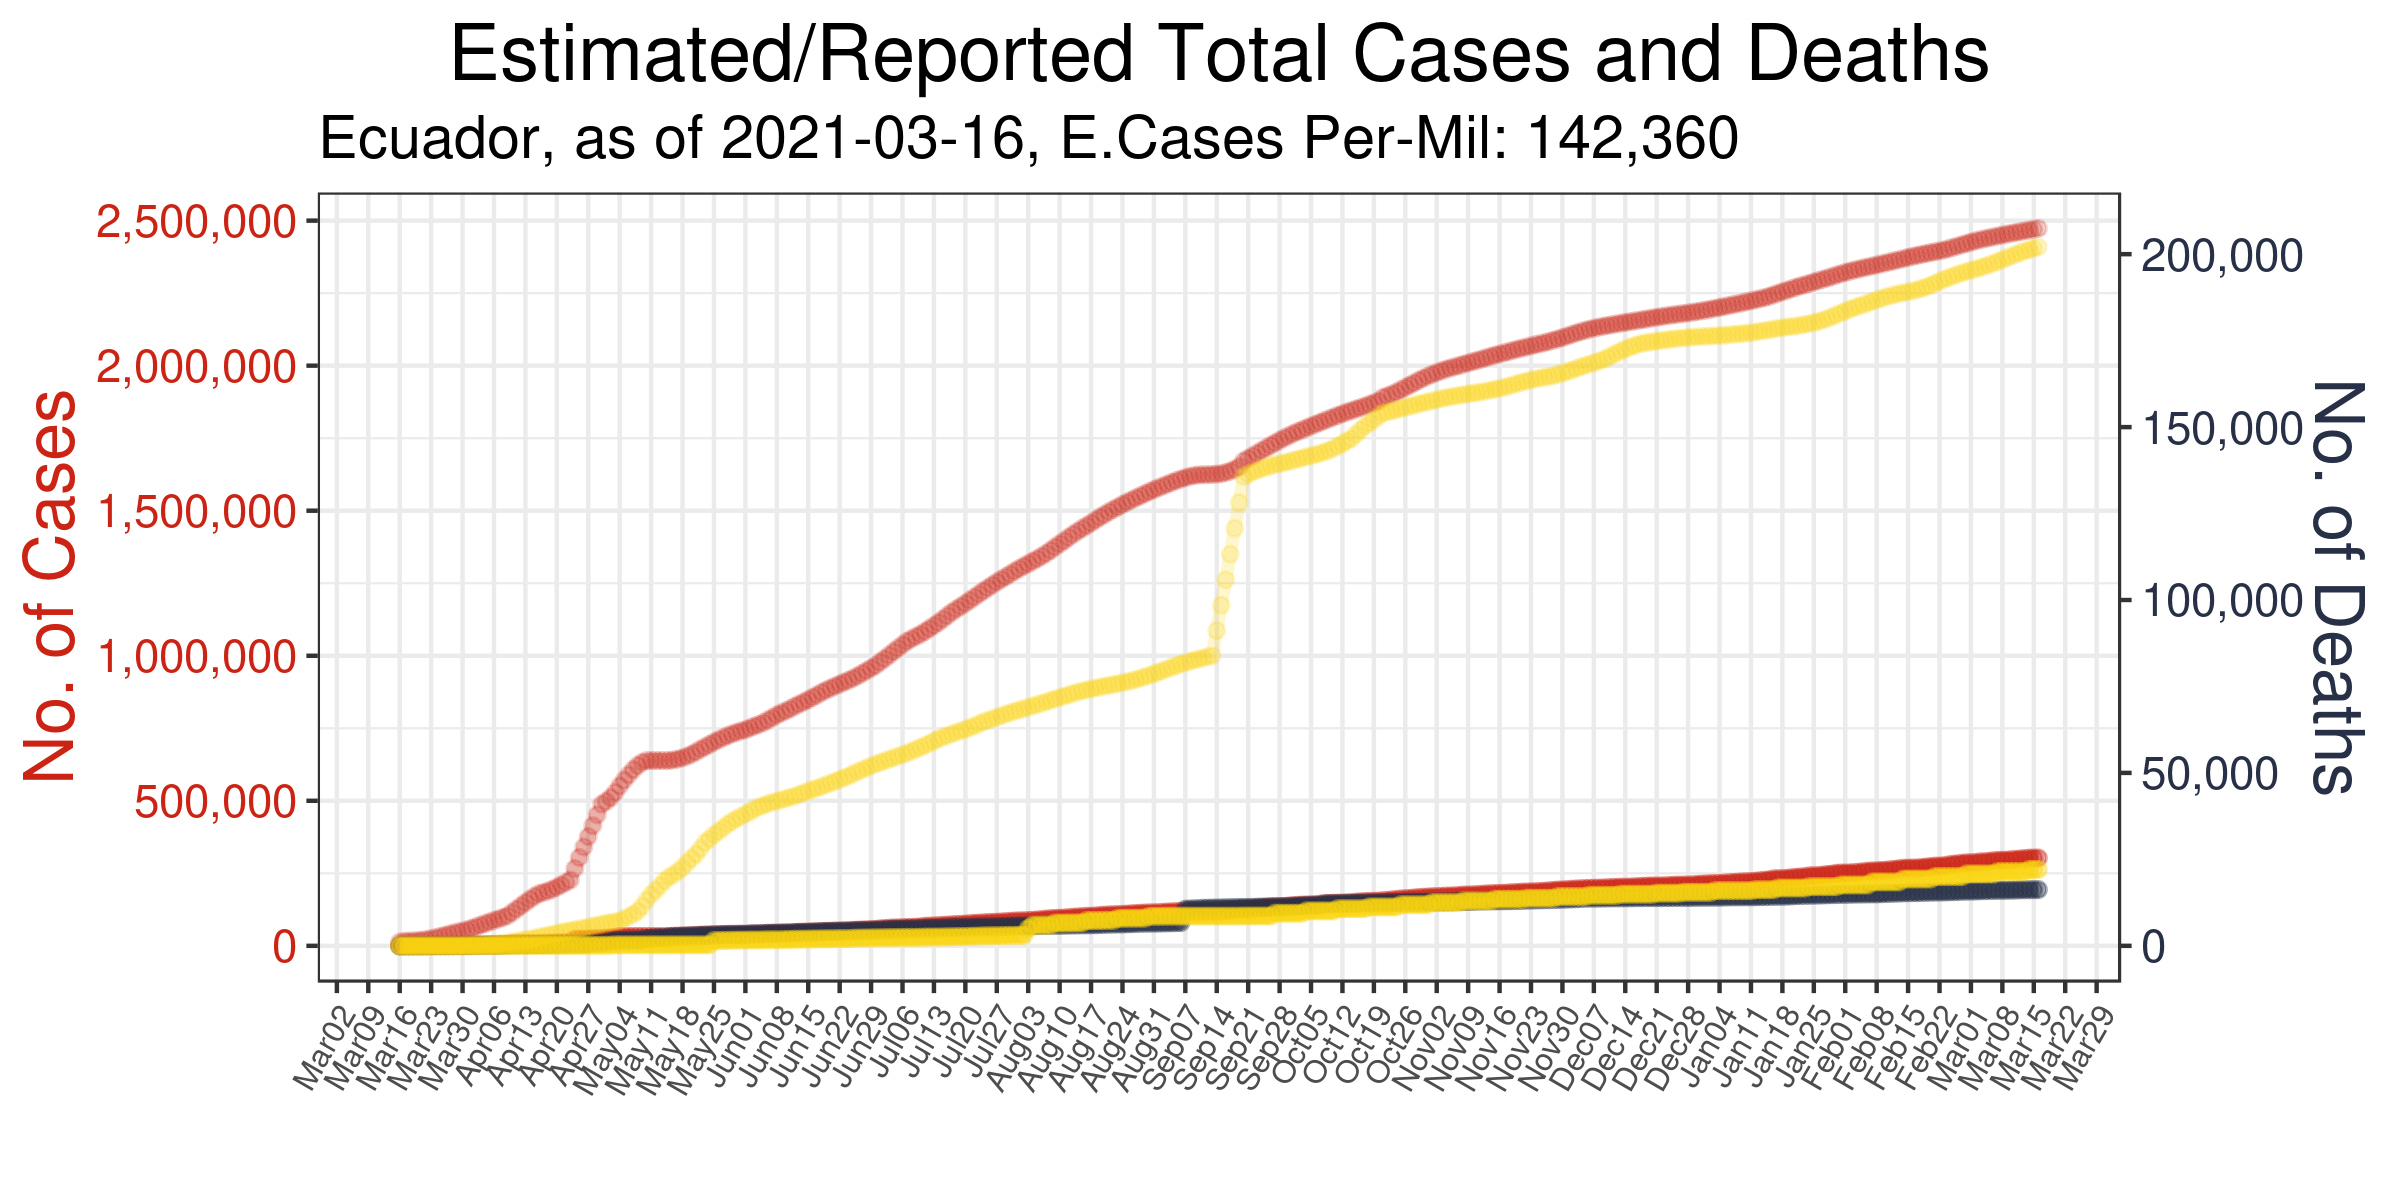 Estimated/Reported Total Cases and Deaths
Ecuador, as of 2021-03-16, E.Cases Per-Mil: 142,360
No. of Cases
2,500,000
2,000,000
1,500,000
1,000,000
500,000
0
200,000
150,000
100,000
50,000
0
No. of Deaths
Mar02
Mar09
Mar16
Mar23
Mar30
Apr06
Apr13
Apr20
Apr27
May04
May11
May18
May25
Jun01
Jun08
Jun15
Jun22
Jun29
Jul06
Jul13
Jul20
Jul27
Aug03
Aug10
Aug17
Aug24
Aug31
Sep07
Sep14
Sep21
Sep28
Oct05
Oct12
Oct19
Oct26
Nov02
Nov09
Nov16
Nov23
Nov30
Dec07
Dec14
Dec21
Dec28
Jan04
Jan11
Jan18
Jan25
Feb01
Feb08
Feb15
Feb22
Mar01
Mar08
Mar15
Mar22
Mar29